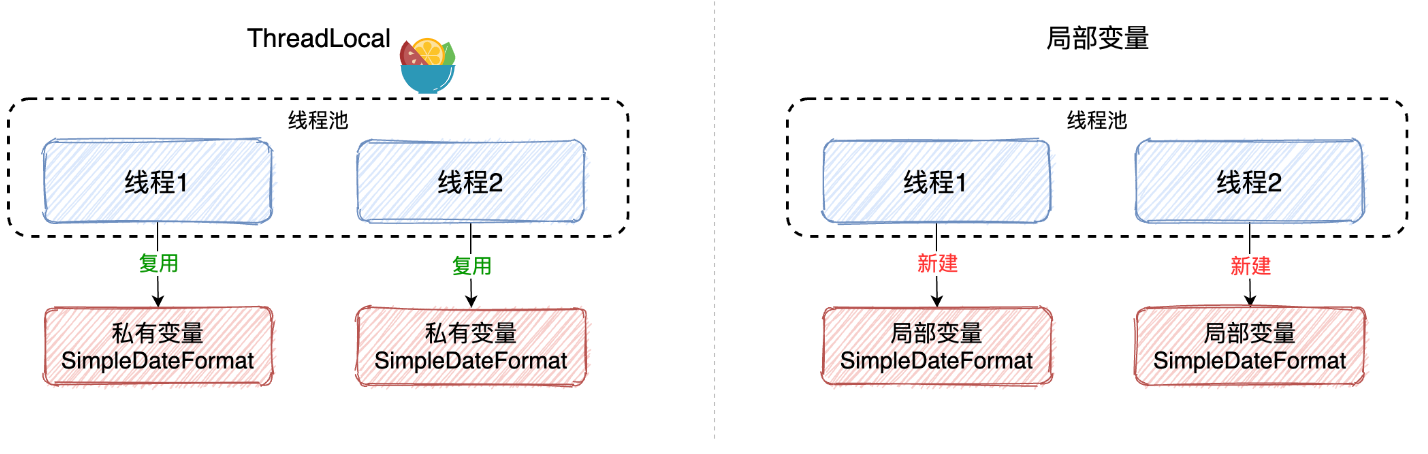 ThreadLocal
线程池
线程1
线程2
复用
复用
私有变量
SimpleDateFormat
私有变量
SimpleDateFormat
局部变量
线程池
线程1
线程2
新建
新建
局部变量
SimpleDateFormat
局部变量
SimpleDateFormat